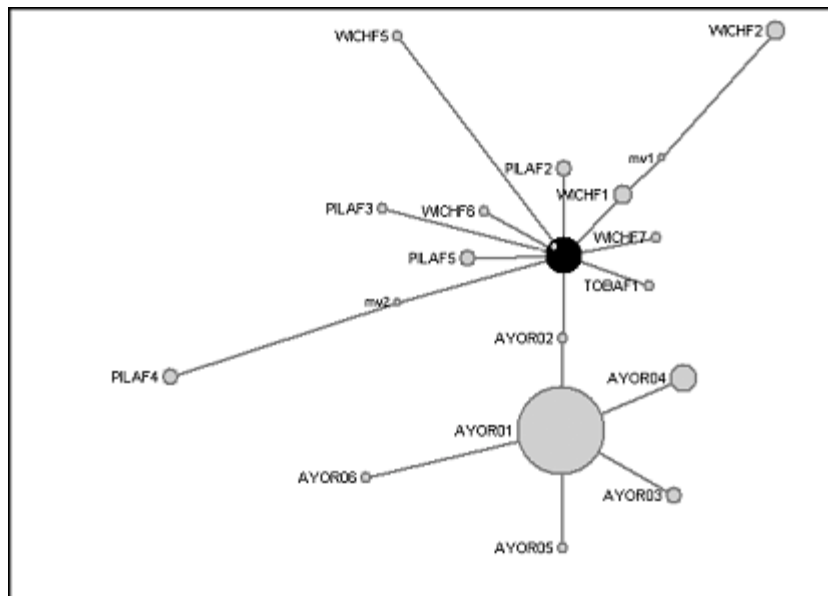 WICHF5
WICHF2
mv1
PILAF2
WICHF1
PILAF3
WICHF6
WICHF7
PILAF5
TOBAF1
mv2
AYOR02
PILAF4
AYOR04
AYOR01
AYOR06
AYOR03
AYOR05